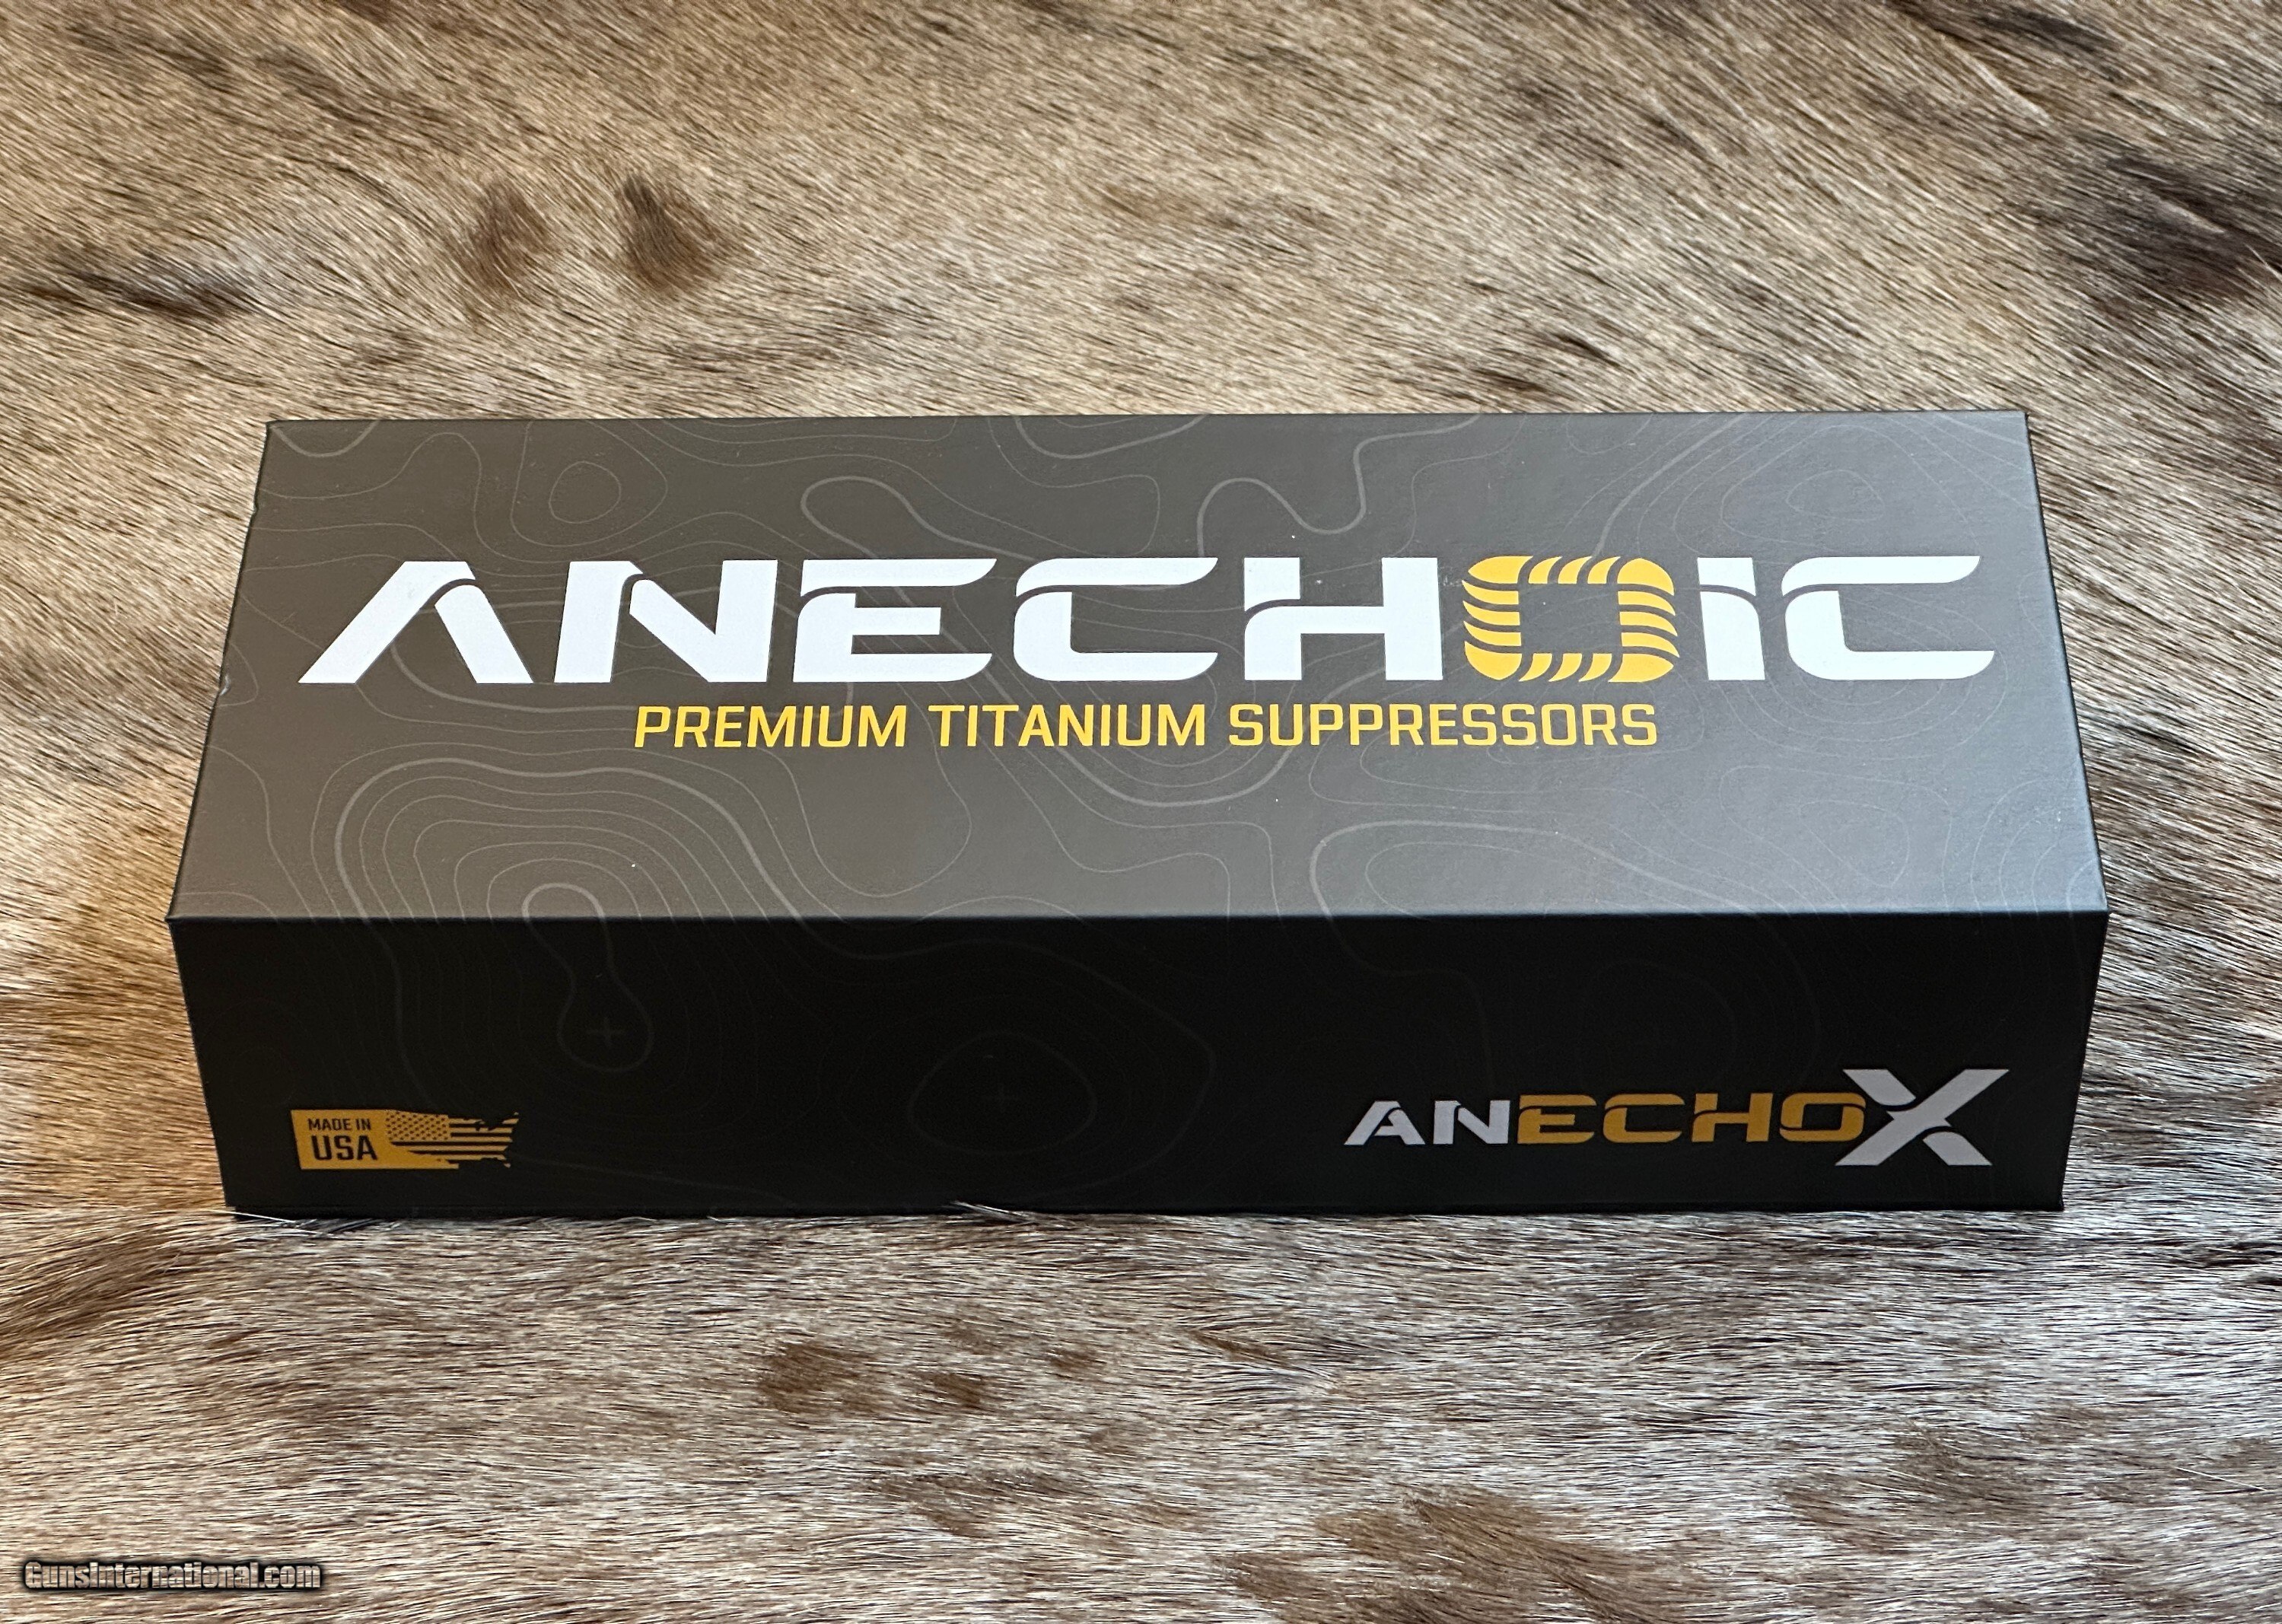 ANECHOIC
PREMIUM TITANIUM SUPPRESSORS
MADE IN
USA
ANECHOX
GunsInternational.com